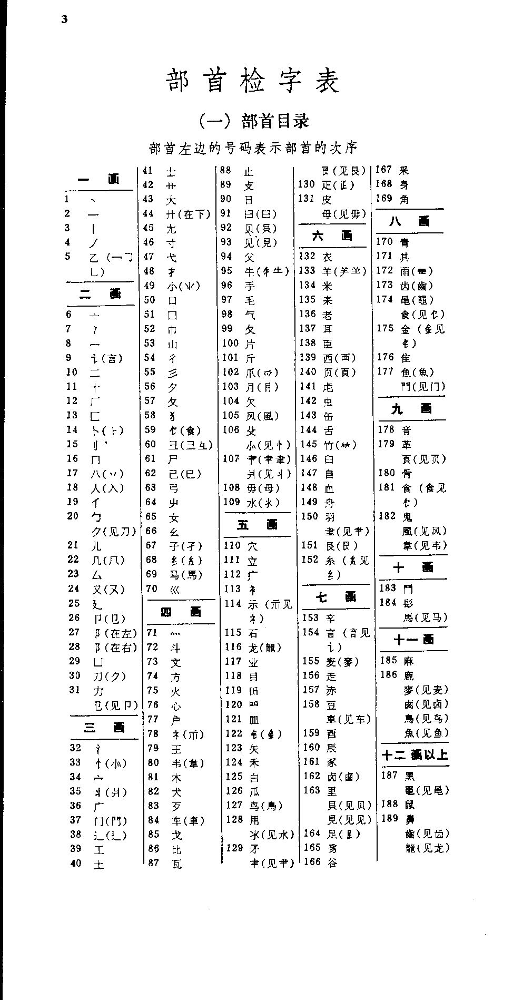 3
部首检字表
（一）部首目录
部首左边的号码表示部首的次序
一 画
1 丶
2 一
3 丨
4 丿
5 乙（乛𠃌
乚）
二 画
6 亠
7 冫
8 冖
9 讠(言)
10 二
11 十
12 厂
13 匚
14 卜(⺊)
15 刂
16 冂
17 八(丷)
18 人(入)
19 亻
20 勹
⺈(见刀)
21 儿
22 几(𠘨)
23 厶
24 又(ヌ)
25 廴
26 卩(㔾)
27 阝(在左)
28 阝(在右)
29 凵
30 刀(⺈)
31 力
㔾(见卩)
三 画
32 氵
33 忄(㣺)
34 宀
35 丬(爿)
36 广
37 门(門)
38 辶(辶)
39 工
40 土
41 士
42 艹
43 大
44 廾(在下)
45 尢
46 寸
47 弋
48 扌
49 小(⺌)
50 口
51 囗
52 巾
53 山
54 彳
55 彡
56 夕
57 夂
58 犭
59 饣(飠)
60 彐(⺕彑)
61 尸
62 己(巳)
63 弓
64 屮
65 女
66 幺
67 子(孑)
68 纟(糹)
69 马(馬)
70 巛
四 画
71 灬
72 斗
73 文
74 方
75 火
76 心
77 户
78 礻(示)
79 王
80 韦(韋)
81 木
82 犬
83 歹
84 车(車)
85 戈
86 比
87 瓦
88 止
89 攴
90 日
91 曰(⺜)
92 贝(貝)
93 见(見)
94 父
95 牛(牜⺧)
96 手
97 毛
98 气
99 攵
100 片
101 斤
102 爪(爫)
103 月(⺝)
104 欠
105 风(風)
106 殳
㣺(见忄)
107 肀(⺻聿)
爿(见丬)
108 毋(母)
109 水(氺)
五 画
110 穴
111 立
112 疒
113 衤
114 示（示见
礻）
115 石
116 龙(龍)
117 业
118 目
119 田
120 罒
121 皿
122 钅(釒)
123 矢
124 禾
125 白
126 瓜
127 鸟(鳥)
128 用
氺(见水)
129 矛
⺻(见肀)
艮(见艮)
130 疋(⺪)
131 皮
母(见毋)
六 画
132 衣
133 羊(⺶⺷)
134 米
135 耒
136 老
137 耳
138 臣
139 西(覀)
140 页(頁)
141 虍
142 虫
143 缶
144 舌
145 竹(⺮)
146 臼
147 自
148 血
149 舟
150 羽
聿(见肀)
151 艮(⻖)
152 糸（糹见
纟）
七 画
153 辛
154 言（訁见
讠）
155 麦(麥)
156 走
157 赤
158 豆
車(见车)
159 酉
160 辰
161 豕
162 卤(鹵)
163 里
貝(见贝)
見(见见)
164 足(⻊)
165 豸
166 谷
167 釆
168 身
169 角
八 画
170 青
171 其
172 雨(⻗)
173 齿(齒)
174 黾(黽)
飠(见饣)
175 金（釒见
钅）
176 隹
177 鱼(魚)
門(见门)
九 画
178 音
179 革
頁(见页)
180 骨
181 食（飠见
饣）
182 鬼
風(见风)
韋(见韦)
十 画
183 鬥
184 髟
馬(见马)
十一画
185 麻
186 鹿
麥(见麦)
鹵(见卤)
鳥(见鸟)
魚(见鱼)
十二画以上
187 黑
黽(见黾)
188 鼠
189 鼻
齒(见齿)
龍(见龙)